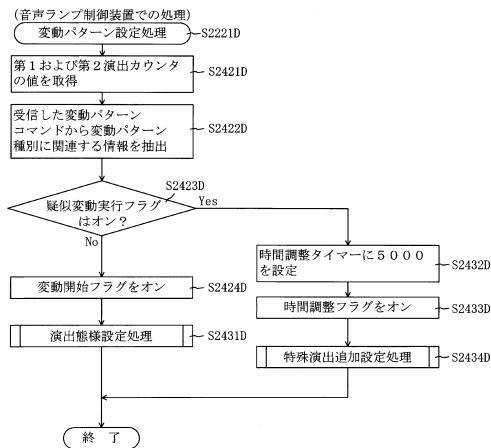 (音声ランプ制御装置での処理)
変動パターン設定処理
S2221D
第1および第2演出カウンタ
の値を取得
S2421D
受信した変動パターン
コマンドから変動パターン
種別に関連する情報を抽出
S2422D
S2423D
疑似変動実行フラグ
はオン?
Yes
No
変動開始フラグをオン
S2424D
演出態様設定処理
S2431D
時間調整タイマーに5000
を設定
S2432D
時間調整フラグをオン
S2433D
特殊演出追加設定処理
S2434D
終 了